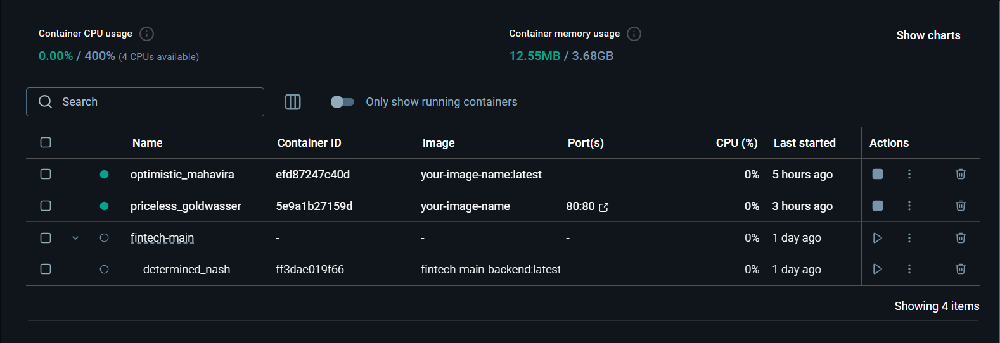 Container CPU usage
Container memory usage
Show charts
0.00% / 400% (4 CPUs available)
12.55MB / 3.68GB
Search
Only show running containers
Name Container ID Image Port(s) CPU (%) Last started Actions
optimistic_mahavira efd87247c40d your-image-name:latest 0% 5 hours ago
priceless_goldwasser 5e9a1b27159d your-image-name 80:80 0% 3 hours ago
fintech-main - - - 0% 1 day ago
determined_nash ff3dae019f66 fintech-main-backend:latest 0% 1 day ago
Showing 4 items